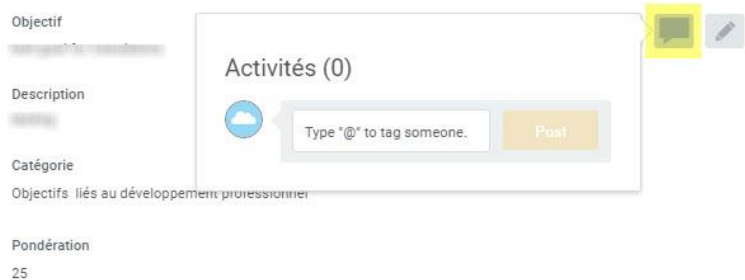 Objectif
Activités (0)
Type "@" to tag someone.
Post
Description
Catégorie
Objectifs liés au développement professionnel
Pondération
25